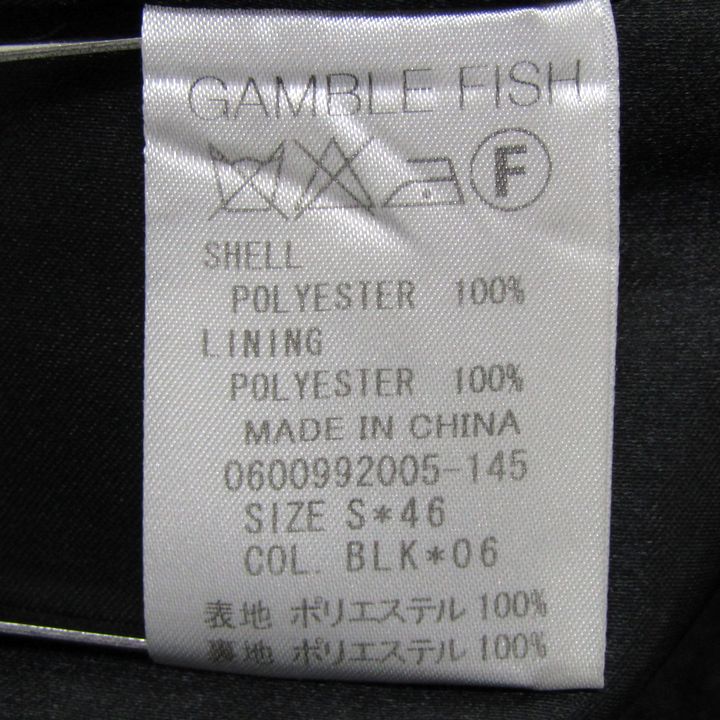 GAMBLE FISH
F
SHELL
POLYESTER 100%
LINING
POLYESTER 100%
MADE IN CHINA
0600992005-145
SIZE S*46
COL. BLK*06
表地 ポリエステル 100%
裏地 ポリエステル 100%